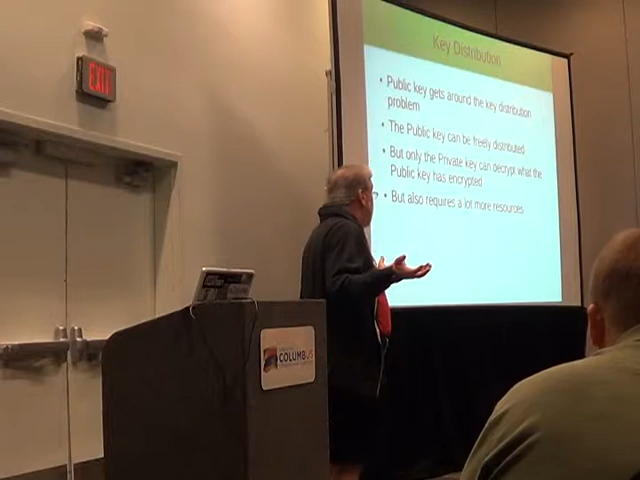 EXIT
Key Distribution
• Public key gets around the key distribution
problem
• The Public key can be freely distributed
• But only the Private key can decrypt what the
Public key has encrypted
• But also requires a lot more resources
COLUMBUS